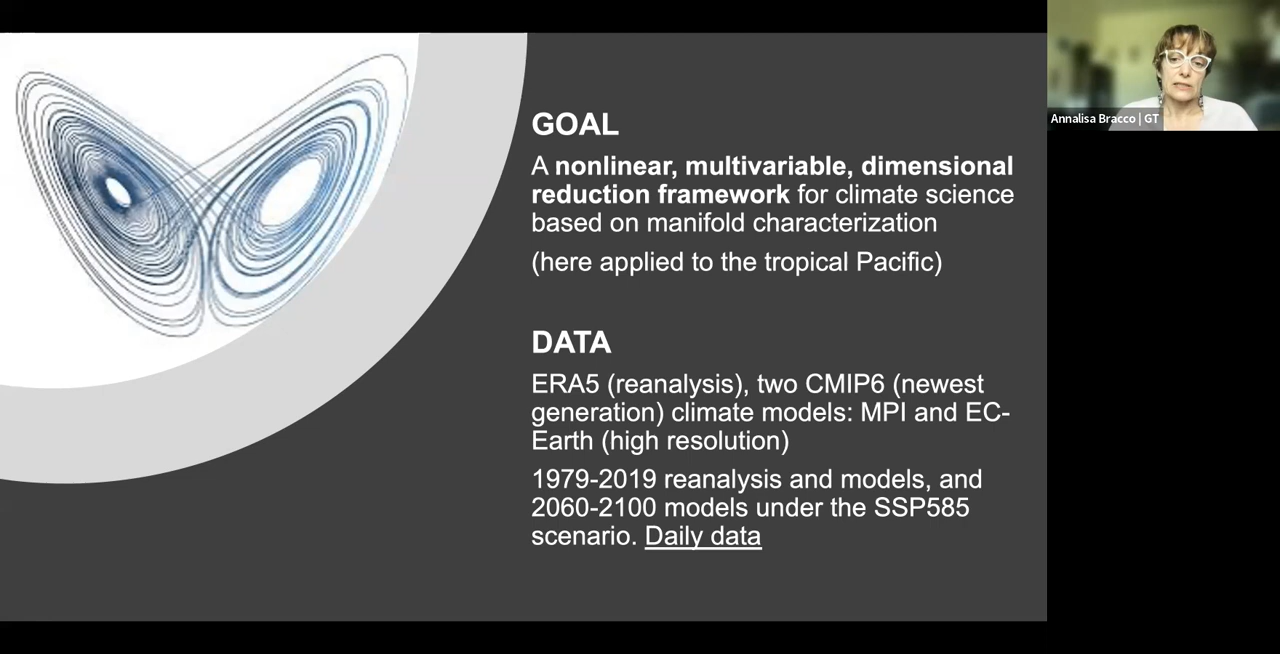 GOAL
A nonlinear, multivariable, dimensional
reduction framework for climate science
based on manifold characterization
(here applied to the tropical Pacific)
DATA
ERA5 (reanalysis), two CMIP6 (newest
generation) climate models: MPI and EC-
Earth (high resolution)
1979-2019 reanalysis and models, and
2060-2100 models under the SSP585
scenario. Daily data
Annalisa Bracco | GT